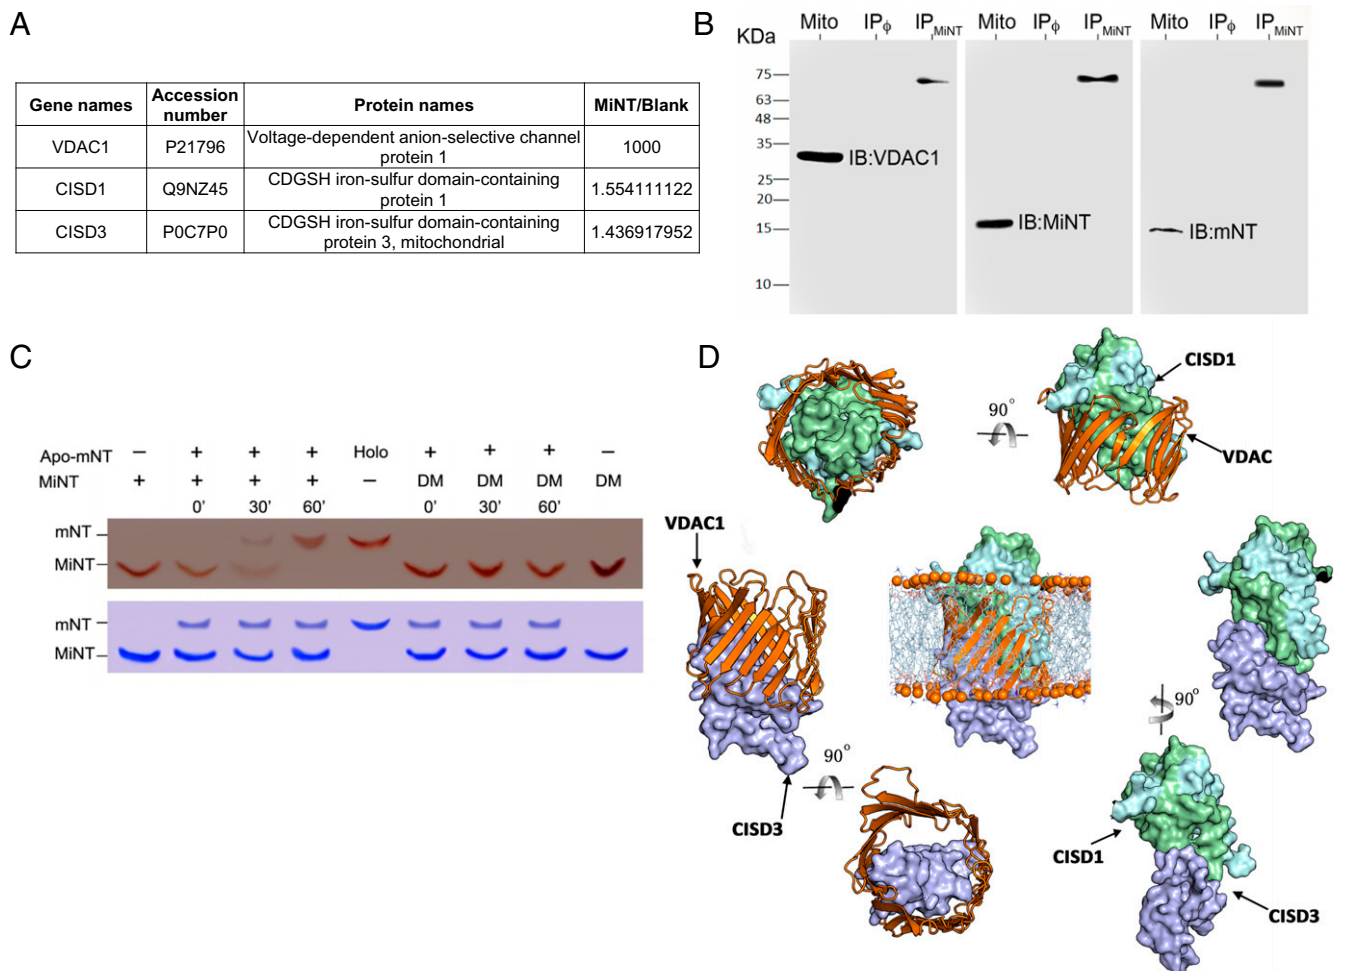 A
Gene names Accession number Protein names MiNT/Blank
VDAC1 P21796 Voltage-dependent anion-selective channel protein 1 1000
CISD1 Q9NZ45 CDGSH iron-sulfur domain-containing protein 1 1.554111122
CISD3 P0C7P0 CDGSH iron-sulfur domain-containing protein 3, mitochondrial 1.436917952
B
KDa Mito IPϕ IPMiNT Mito IPϕ IPMiNT Mito IPϕ IPMiNT
75
63
48
35
IB:VDAC1
25
20
15 IB:MiNT IB:mNT
10
C
Apo-mNT – + + + Holo + + + –
MiNT + + + + – DM DM DM DM
0' 30' 60' 0' 30' 60'
mNT
MiNT
mNT
MiNT
D
CISD1
90°
VDAC
VDAC1
90°
90°
CISD3
CISD1
CISD3